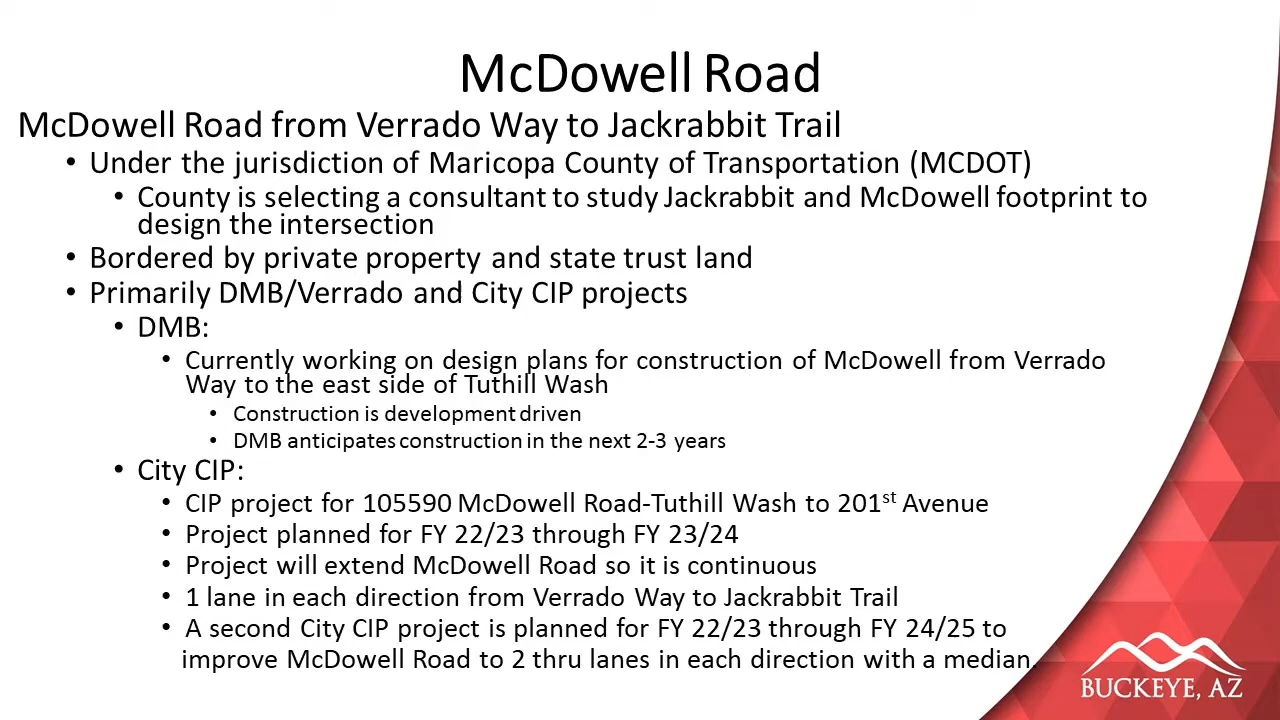 McDowell Road
McDowell Road from Verrado Way to Jackrabbit Trail
• Under the jurisdiction of Maricopa County of Transportation (MCDOT)
• County is selecting a consultant to study Jackrabbit and McDowell footprint to
design the intersection
• Bordered by private property and state trust land
• Primarily DMB/Verrado and City CIP projects
• DMB:
• Currently working on design plans for construction of McDowell from Verrado
Way to the east side of Tuthill Wash
• Construction is development driven
• DMB anticipates construction in the next 2-3 years
• City CIP:
• CIP project for 105590 McDowell Road-Tuthill Wash to 201st Avenue
• Project planned for FY 22/23 through FY 23/24
• Project will extend McDowell Road so it is continuous
• 1 lane in each direction from Verrado Way to Jackrabbit Trail
• A second City CIP project is planned for FY 22/23 through FY 24/25 to
improve McDowell Road to 2 thru lanes in each direction with a median.
BUCKEYE, AZ